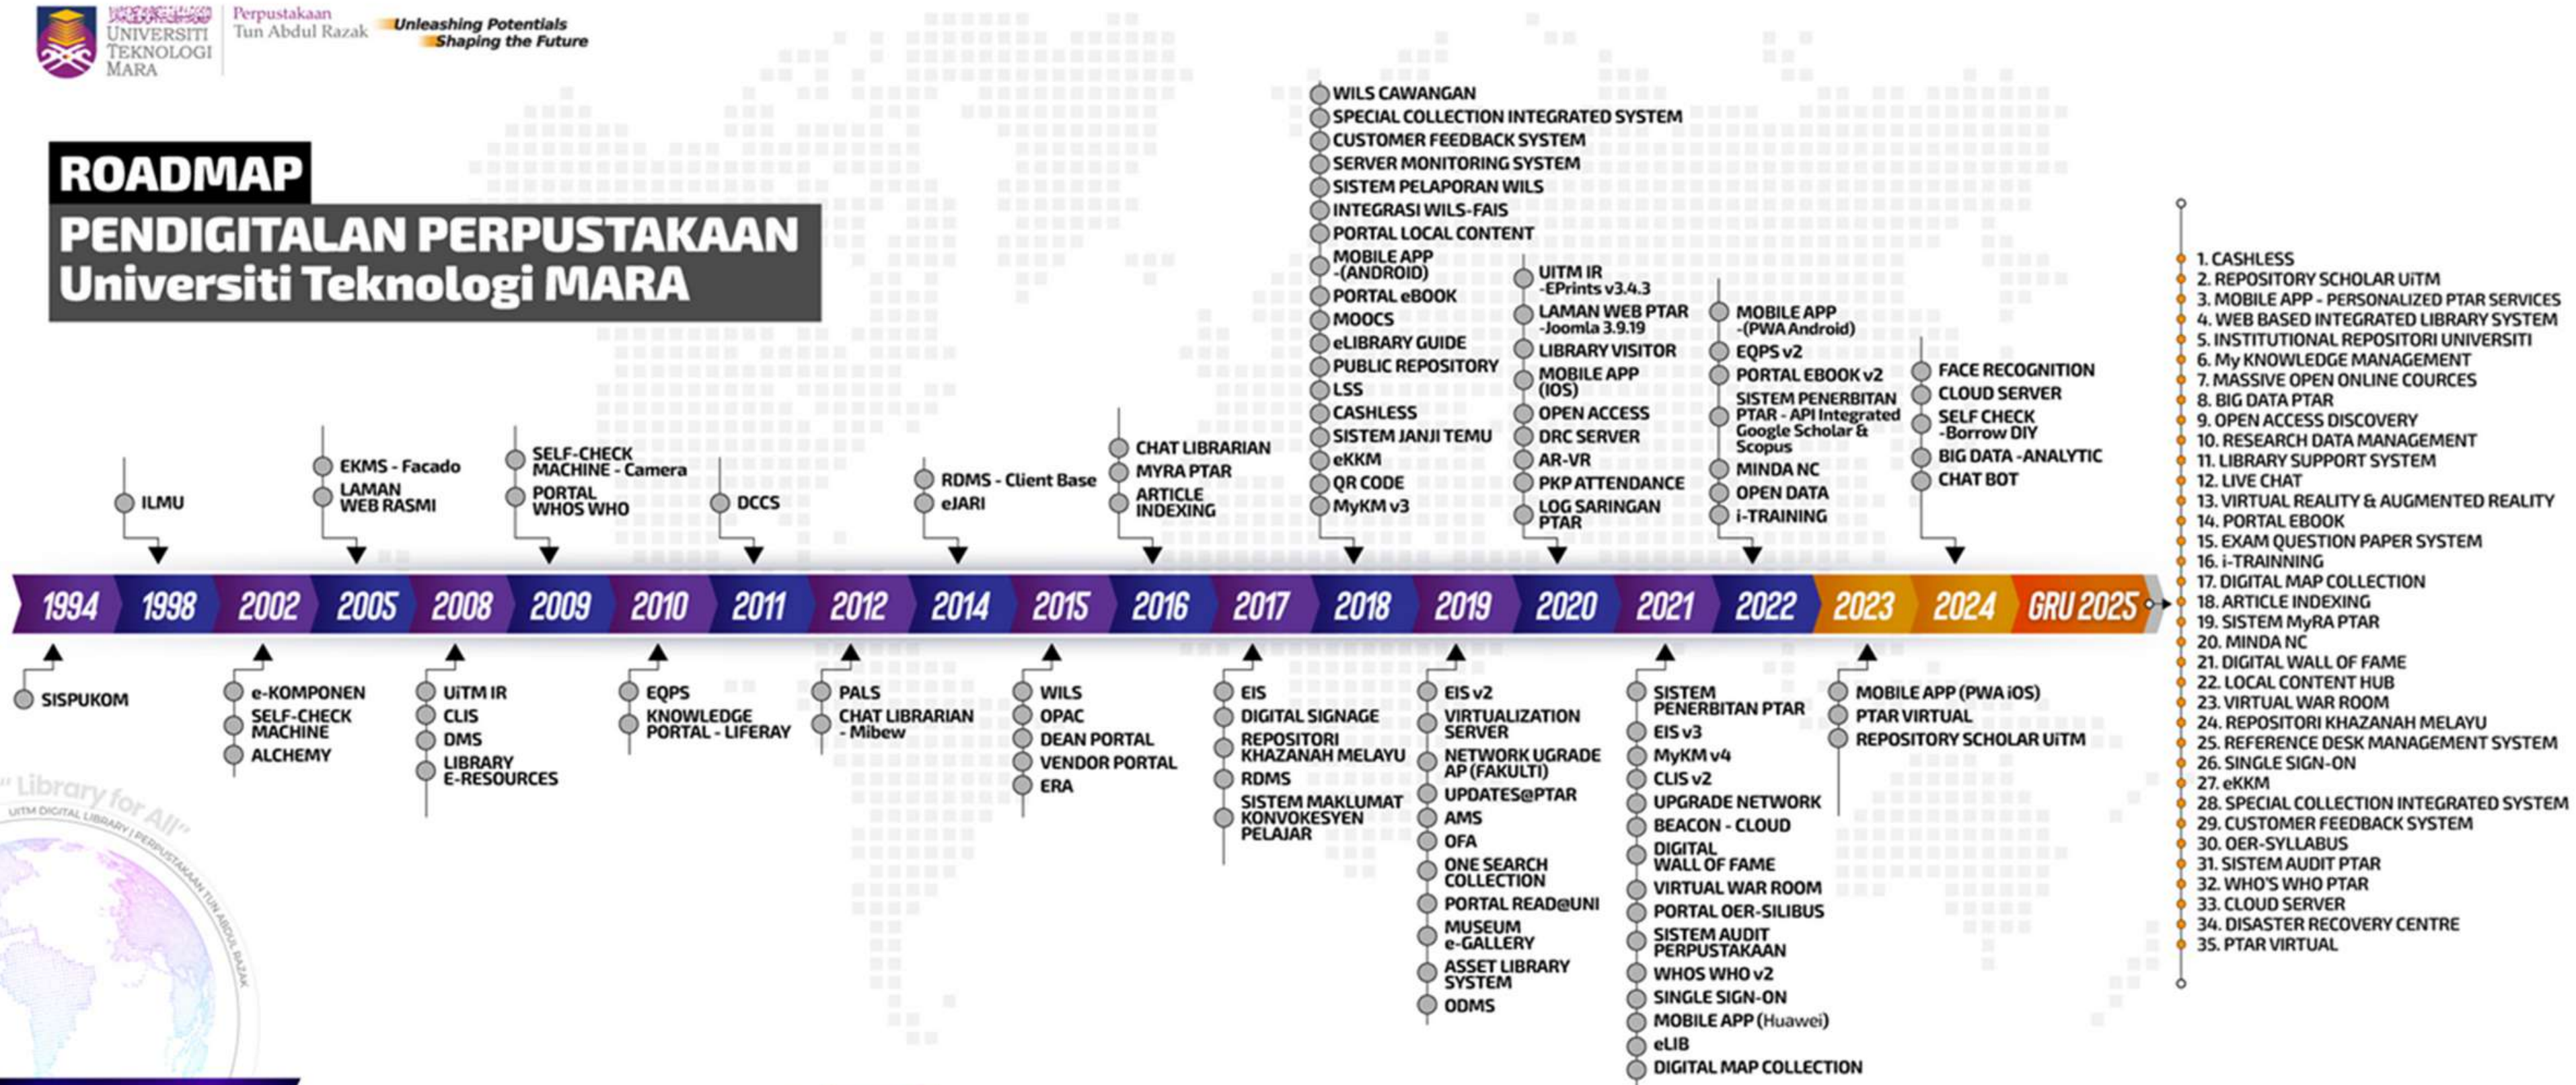 UNIVERSITI
TEKNOLOGI
MARA
Perpustakaan
Tun Abdul Razak
Unleashing Potentials
Shaping the Future
ROADMAP
PENDIGITALAN PERPUSTAKAAN
Universiti Teknologi MARA
ILMU
EKMS - Facado
LAMAN
WEB RASMI
SELF-CHECK
MACHINE - Camera
PORTAL
WHOS WHO
DCCS
RDMS - Client Base
eJARI
CHAT LIBRARIAN
MYRA PTAR
ARTICLE
INDEXING
WILS CAWANGAN
SPECIAL COLLECTION INTEGRATED SYSTEM
CUSTOMER FEEDBACK SYSTEM
SERVER MONITORING SYSTEM
SISTEM PELAPORAN WILS
INTEGRASI WILS-FAIS
PORTAL LOCAL CONTENT
MOBILE APP
-(ANDROID)
PORTAL eBOOK
MOOCS
eLIBRARY GUIDE
PUBLIC REPOSITORY
LSS
CASHLESS
SISTEM JANJI TEMU
eKKM
QR CODE
MyKM v3
UITM IR
-EPrints v3.4.3
LAMAN WEB PTAR
-Joomla 3.9.19
LIBRARY VISITOR
MOBILE APP
(IOS)
OPEN ACCESS
DRC SERVER
AR-VR
PKP ATTENDANCE
LOG SARINGAN
PTAR
MOBILE APP
-(PWA Android)
EQPS v2
PORTAL EBOOK v2
SISTEM PENERBITAN
PTAR - API Integrated
Google Scholar &
Scopus
MINDA NC
OPEN DATA
i-TRAINING
FACE RECOGNITION
CLOUD SERVER
SELF CHECK
-Borrow DIY
BIG DATA -ANALYTIC
CHAT BOT
1994 1998 2002 2005 2008 2009 2010 2011 2012 2014 2015 2016 2017 2018 2019 2020 2021 2022 2023 2024 GRU 2025
SISPUKOM
e-KOMPONEN
SELF-CHECK
MACHINE
ALCHEMY
UiTM IR
CLIS
DMS
LIBRARY
E-RESOURCES
EQPS
KNOWLEDGE
PORTAL - LIFERAY
PALS
CHAT LIBRARIAN
- Mibew
WILS
OPAC
DEAN PORTAL
VENDOR PORTAL
ERA
EIS
DIGITAL SIGNAGE
REPOSITORI
KHAZANAH MELAYU
RDMS
SISTEM MAKLUMAT
KONVOKESYEN
PELAJAR
EIS v2
VIRTUALIZATION
SERVER
NETWORK UGRADE
AP (FAKULTI)
UPDATES@PTAR
AMS
OFA
ONE SEARCH
COLLECTION
PORTAL READ@UNI
MUSEUM
e-GALLERY
ASSET LIBRARY
SYSTEM
ODMS
SISTEM
PENERBITAN PTAR
EIS v3
MyKM v4
CLIS v2
UPGRADE NETWORK
BEACON - CLOUD
DIGITAL
WALL OF FAME
VIRTUAL WAR ROOM
PORTAL OER-SILIBUS
SISTEM AUDIT
PERPUSTAKAAN
WHOS WHO v2
SINGLE SIGN-ON
MOBILE APP (Huawei)
eLIB
DIGITAL MAP COLLECTION
MOBILE APP (PWA iOS)
PTAR VIRTUAL
REPOSITORY SCHOLAR UiTM
1. CASHLESS
2. REPOSITORY SCHOLAR UiTM
3. MOBILE APP - PERSONALIZED PTAR SERVICES
4. WEB BASED INTEGRATED LIBRARY SYSTEM
5. INSTITUTIONAL REPOSITORI UNIVERSITI
6. My KNOWLEDGE MANAGEMENT
7. MASSIVE OPEN ONLINE COURCES
8. BIG DATA PTAR
9. OPEN ACCESS DISCOVERY
10. RESEARCH DATA MANAGEMENT
11. LIBRARY SUPPORT SYSTEM
12. LIVE CHAT
13. VIRTUAL REALITY & AUGMENTED REALITY
14. PORTAL EBOOK
15. EXAM QUESTION PAPER SYSTEM
16. i-TRAINNING
17. DIGITAL MAP COLLECTION
18. ARTICLE INDEXING
19. SISTEM MyRA PTAR
20. MINDA NC
21. DIGITAL WALL OF FAME
22. LOCAL CONTENT HUB
23. VIRTUAL WAR ROOM
24. REPOSITORI KHAZANAH MELAYU
25. REFERENCE DESK MANAGEMENT SYSTEM
26. SINGLE SIGN-ON
27. eKKM
28. SPECIAL COLLECTION INTEGRATED SYSTEM
29. CUSTOMER FEEDBACK SYSTEM
30. OER-SYLLABUS
31. SISTEM AUDIT PTAR
32. WHO'S WHO PTAR
33. CLOUD SERVER
34. DISASTER RECOVERY CENTRE
35. PTAR VIRTUAL
" Library for All"
UITM DIGITAL LIBRARY | PERPUSTAKAAN TUN ABDUL RAZAK